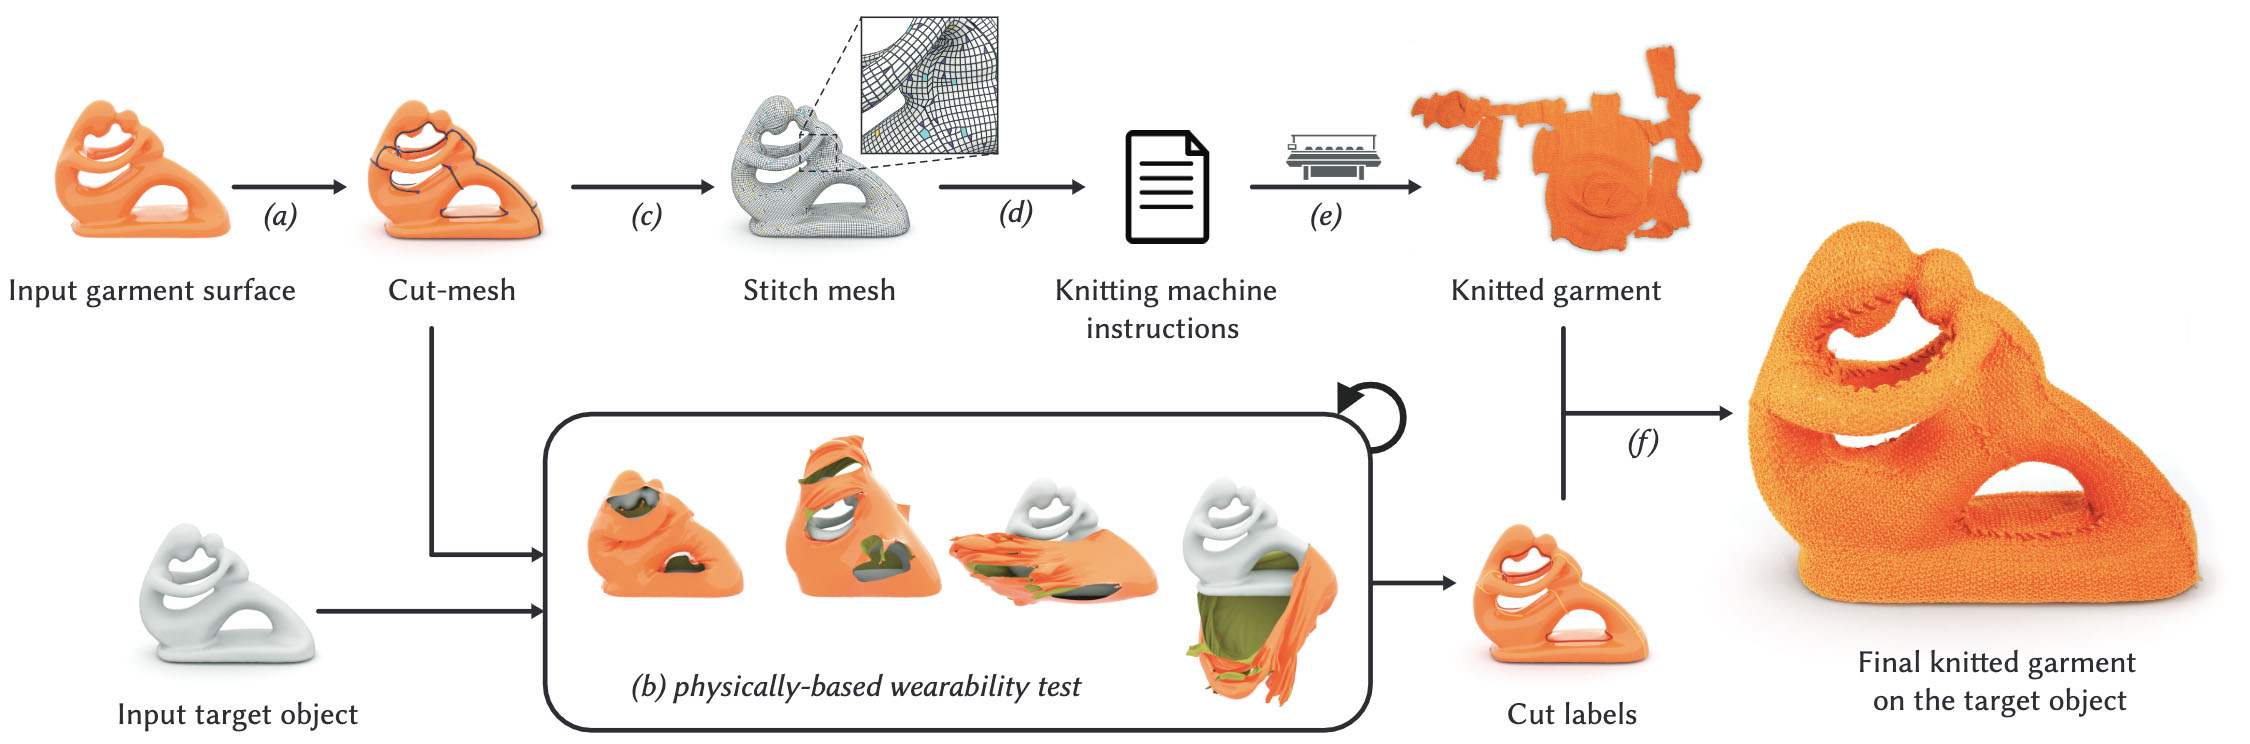 (a)
(c)
(d)
(e)
Input garment surface
Cut-mesh
Stitch mesh
Knitting machine
instructions
Knitted garment
(f)
(b) physically-based wearability test
Input target object
Cut labels
Final knitted garment
on the target object